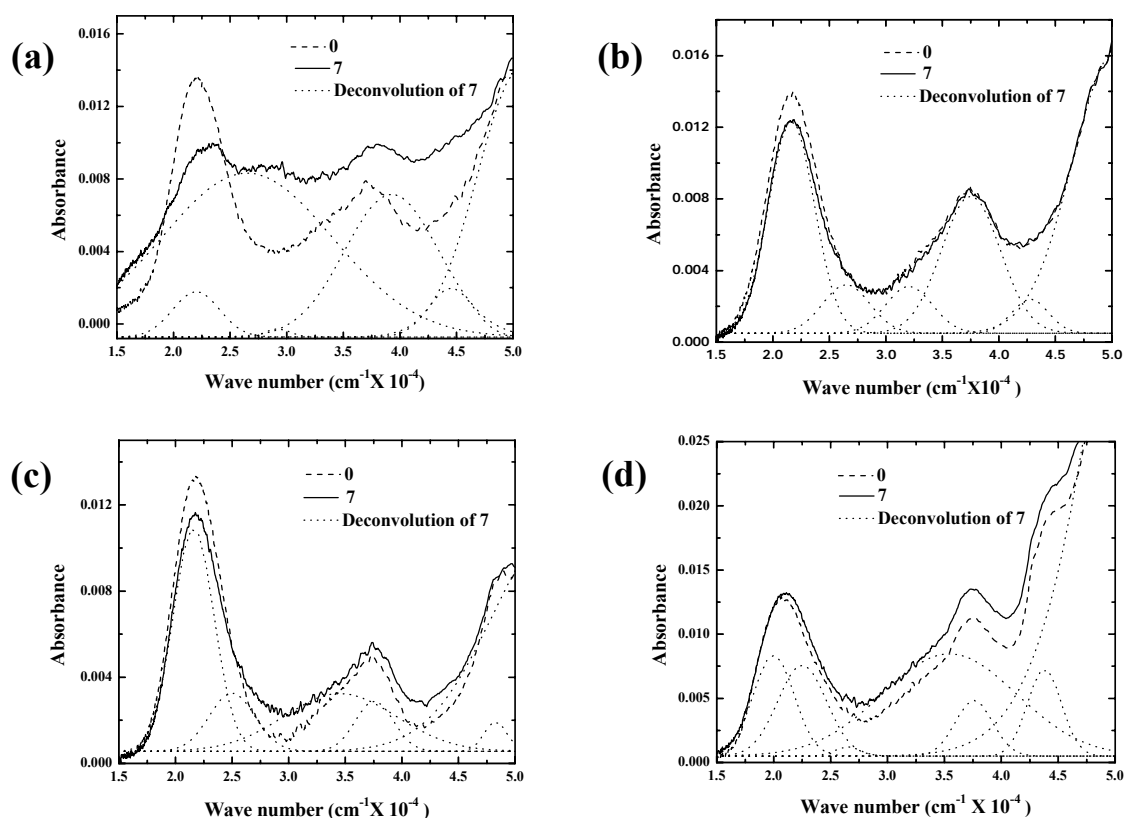 (a)
0.016
0.012
0.008
0.004
0.000
Absorbance
0
7
Deconvolution of 7
1.5 2.0 2.5 3.0 3.5 4.0 4.5 5.0
Wave number (cm⁻¹X 10⁻⁴)
(b)
0.016
0.012
0.008
0.004
0.000
Absorbance
0
7
Deconvolution of 7
1.5 2.0 2.5 3.0 3.5 4.0 4.5 5.0
Wave number (cm⁻¹X10⁻⁴)
(c)
0.012
0.008
0.004
0.000
Absorbance
0
7
Deconvolution of 7
1.5 2.0 2.5 3.0 3.5 4.0 4.5 5.0
Wave number (cm⁻¹X 10⁻⁴)
(d)
0.025
0.020
0.015
0.010
0.005
0.000
Absorbance
0
7
Deconvolution of 7
1.5 2.0 2.5 3.0 3.5 4.0 4.5 5.0
Wave number (cm⁻¹ X 10⁻⁴)